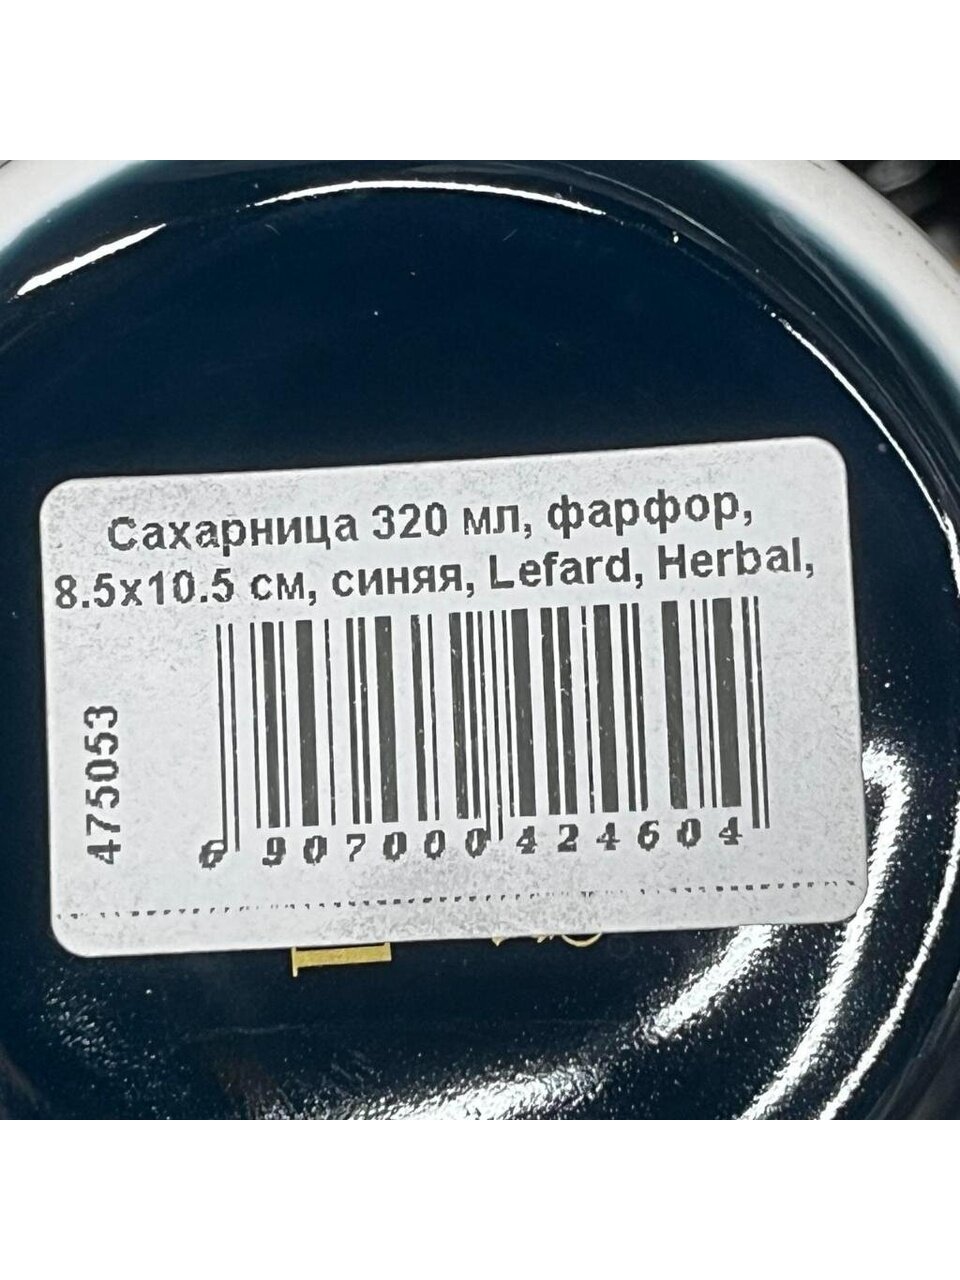 Сахарница 320 мл, фарфор,
8.5x10.5 см, синяя, Lefard, Herbal,
475053
6 907000 424604